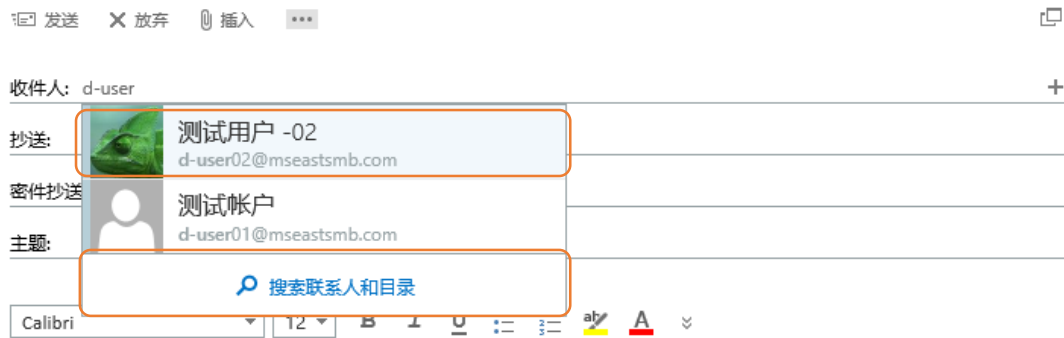 发送 放弃 插入 •••
收件人: d-user +
抄送:
测试用户 -02
d-user02@mseastsmb.com
密件抄送
测试帐户
d-user01@mseastsmb.com
主题:
搜索联系人和目录
Calibri 12 B I U ab A